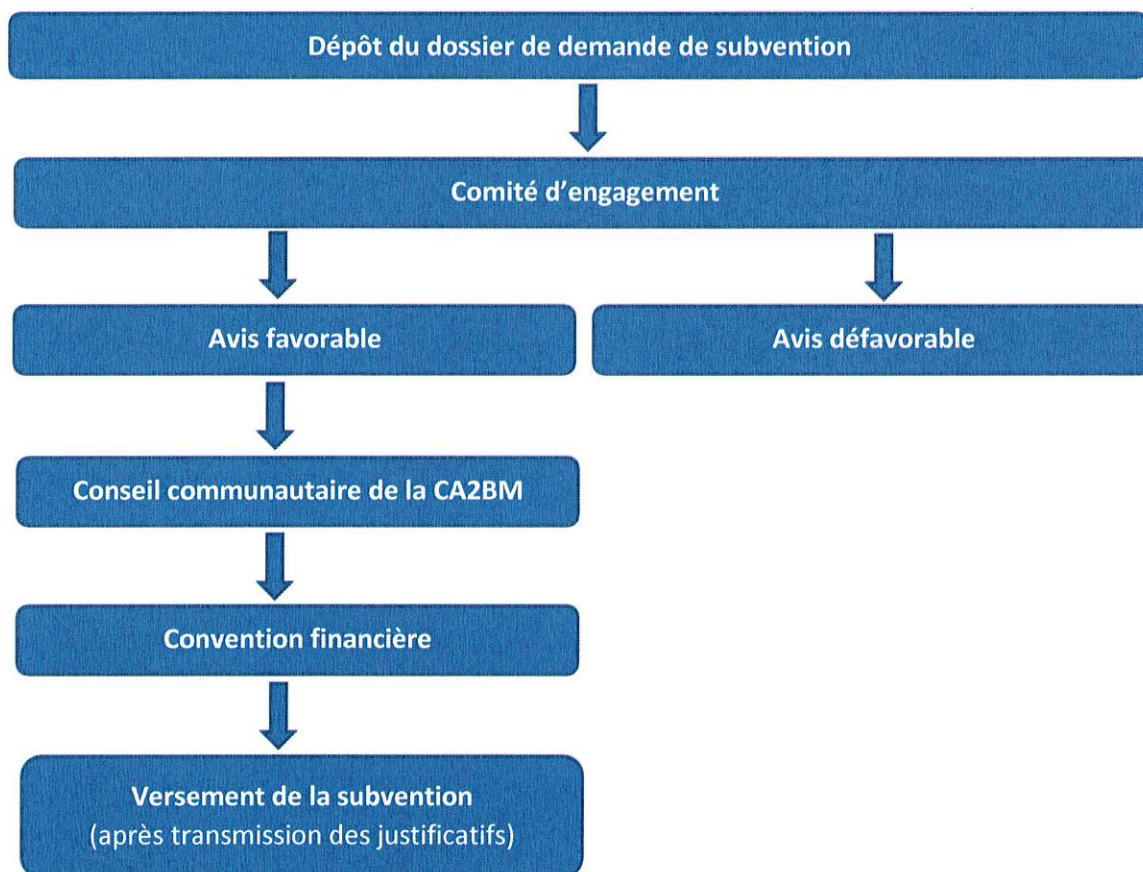 Dépôt du dossier de demande de subvention
Comité d’engagement
Avis favorable
Avis défavorable
Conseil communautaire de la CA2BM
Convention financière
Versement de la subvention
(après transmission des justificatifs)